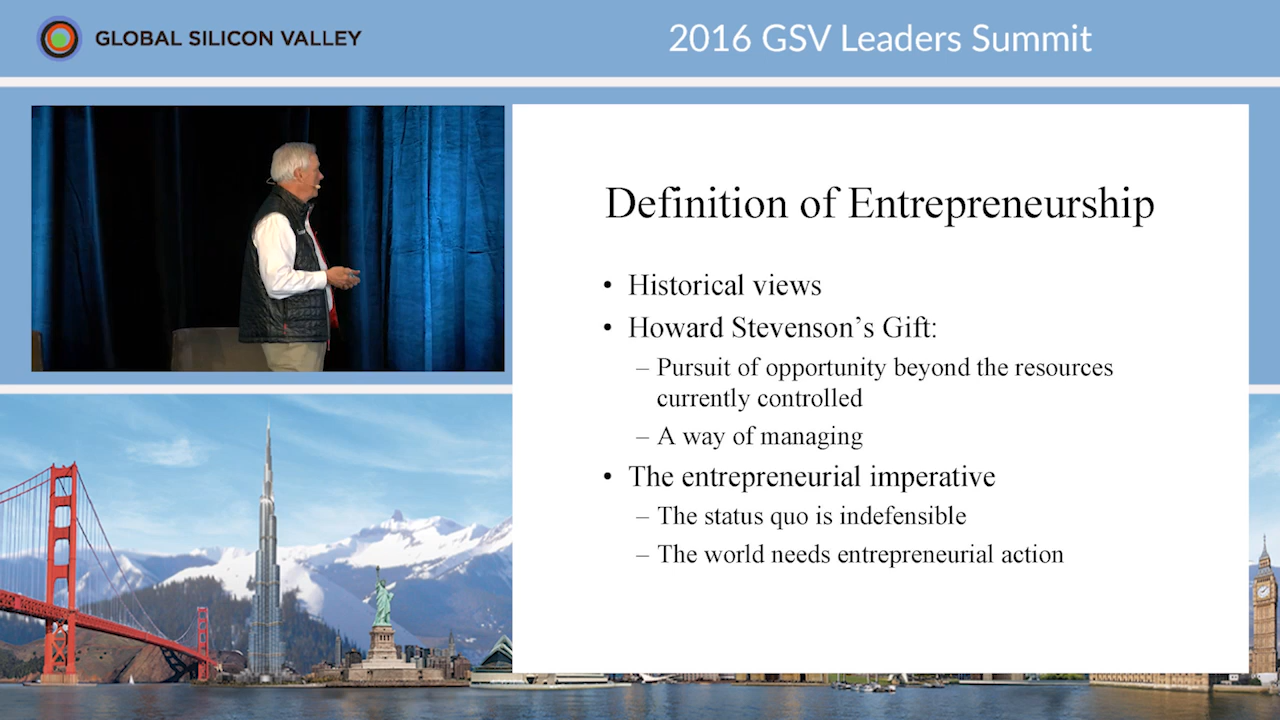 GLOBAL SILICON VALLEY
2016 GSV Leaders Summit
Definition of Entrepreneurship
• Historical views
• Howard Stevenson’s Gift:
– Pursuit of opportunity beyond the resources
currently controlled
– A way of managing
• The entrepreneurial imperative
– The status quo is indefensible
– The world needs entrepreneurial action